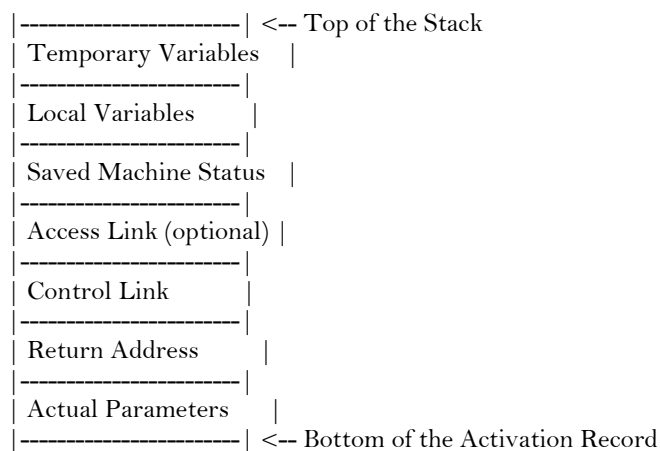 |------------------------| <-- Top of the Stack
| Temporary Variables    |
|------------------------|
| Local Variables        |
|------------------------|
| Saved Machine Status   |
|------------------------|
| Access Link (optional) |
|------------------------|
| Control Link           |
|------------------------|
| Return Address         |
|------------------------|
| Actual Parameters      |
|------------------------| <-- Bottom of the Activation Record